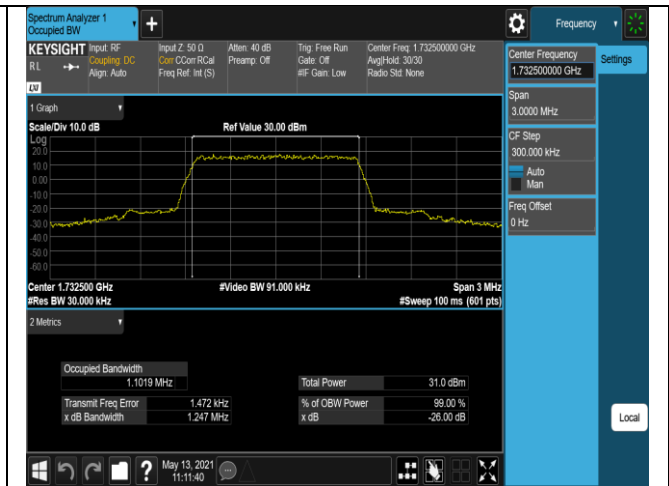 Spectrum Analyzer 1
Occupied BW
+
Frequency
KEYSIGHT
RL
LXI
Input: RF
Coupling: DC
Align: Auto
Input Z: 50 Ω
Corr CCorr RCal
Freq Ref: Int (S)
Atten: 40 dB
Preamp: Off
Trig: Free Run
Gate: Off
#IF Gain: Low
Center Freq: 1.732500000 GHz
Avg|Hold: 30/30
Radio Std: None
Center Frequency
1.732500000 GHz
Settings
Span
3.0000 MHz
CF Step
300.000 kHz
Auto
Man
Freq Offset
0 Hz
Local
1 Graph
Scale/Div 10.0 dB
Ref Value 30.00 dBm
Log
20.0
10.0
0.00
-10.0
-20.0
-30.0
-40.0
-50.0
-60.0
Center 1.732500 GHz
#Video BW 91.000 kHz
Span 3 MHz
#Res BW 30.000 kHz
#Sweep 100 ms (601 pts)
2 Metrics
Occupied Bandwidth
1.1019 MHz
Total Power 31.0 dBm
Transmit Freq Error 1.472 kHz
% of OBW Power 99.00 %
x dB Bandwidth 1.247 MHz
x dB -26.00 dB
?
May 13, 2021
11:11:40